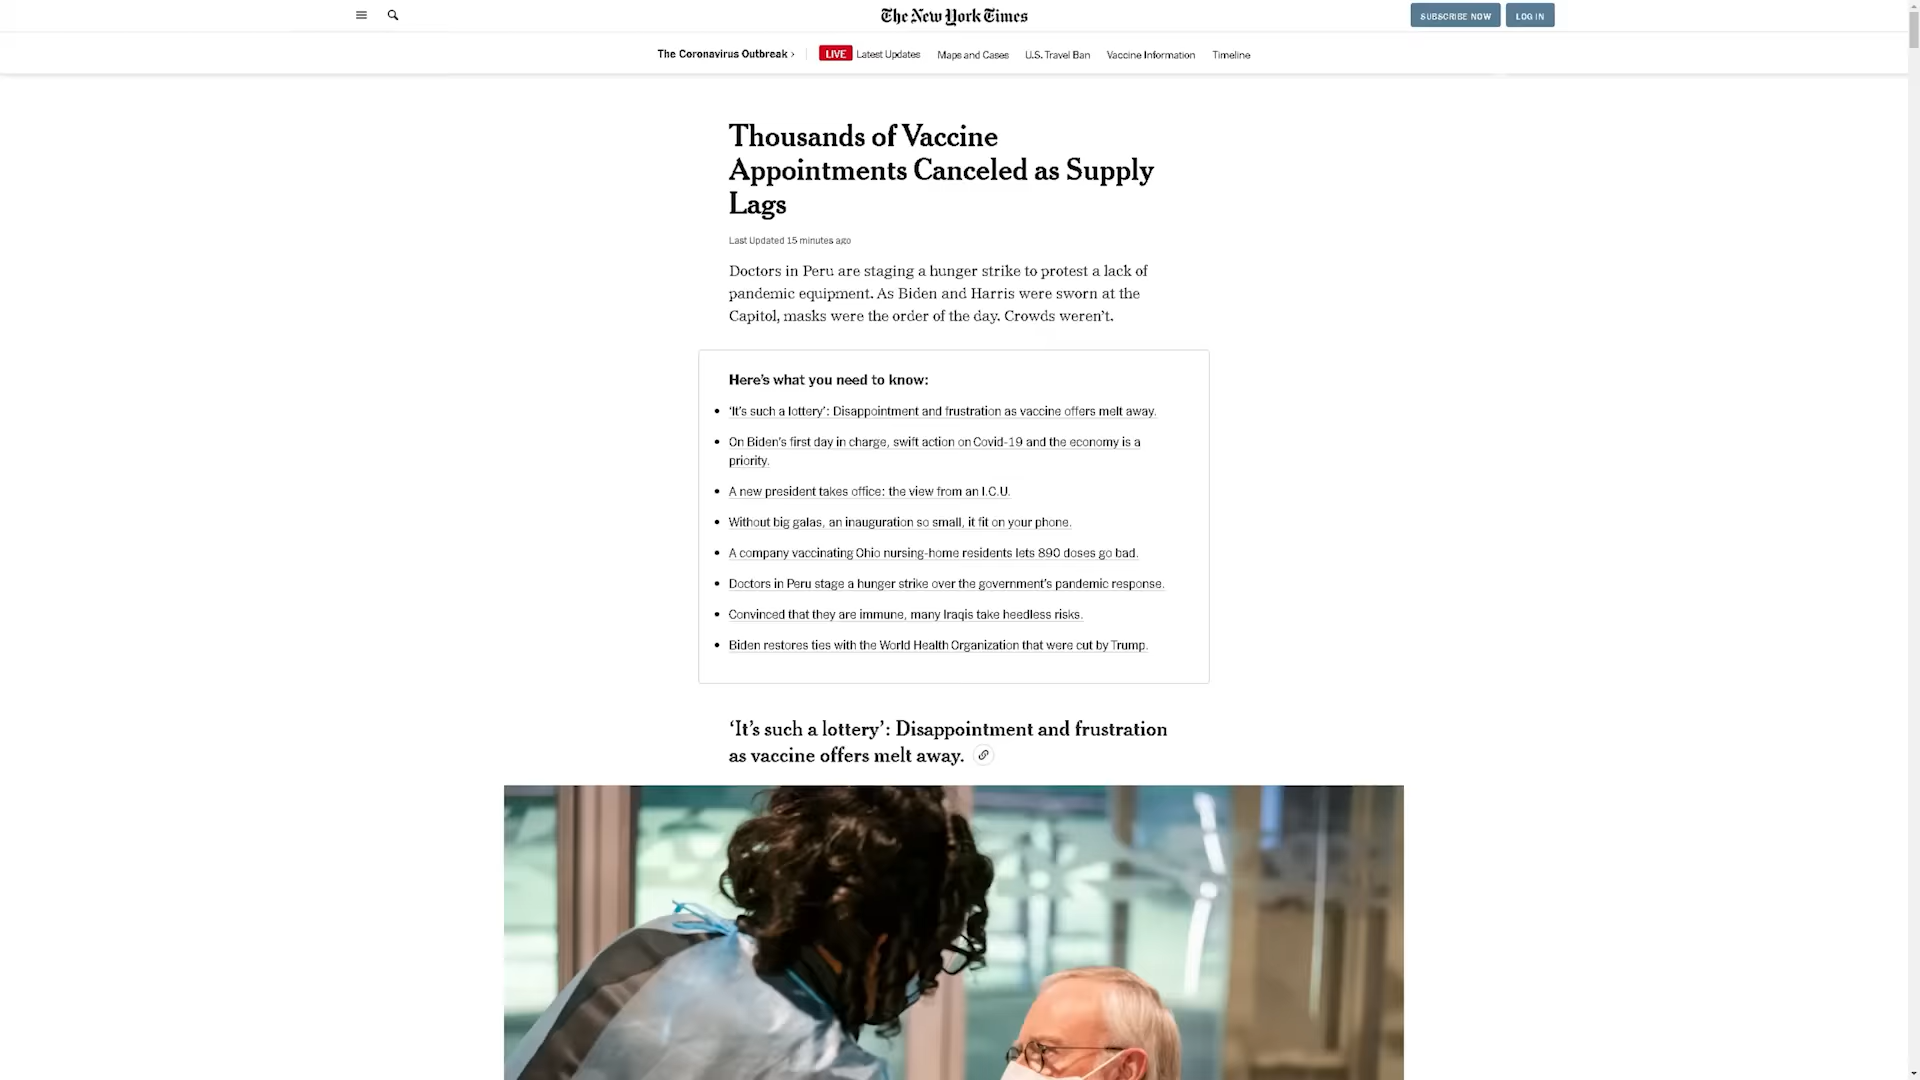 The New York Times
SUBSCRIBE NOW
LOG IN
The Coronavirus Outbreak ›
LIVE Latest Updates
Maps and Cases
U.S. Travel Ban
Vaccine Information
Timeline
Thousands of Vaccine
Appointments Canceled as Supply
Lags
Last Updated 15 minutes ago
Doctors in Peru are staging a hunger strike to protest a lack of
pandemic equipment. As Biden and Harris were sworn at the
Capitol, masks were the order of the day. Crowds weren’t.
Here’s what you need to know:
‘It’s such a lottery’: Disappointment and frustration as vaccine offers melt away.
On Biden’s first day in charge, swift action on Covid-19 and the economy is a
priority.
A new president takes office: the view from an I.C.U.
Without big galas, an inauguration so small, it fit on your phone.
A company vaccinating Ohio nursing-home residents lets 890 doses go bad.
Doctors in Peru stage a hunger strike over the government’s pandemic response.
Convinced that they are immune, many Iraqis take heedless risks.
Biden restores ties with the World Health Organization that were cut by Trump.
‘It’s such a lottery’: Disappointment and frustration
as vaccine offers melt away.